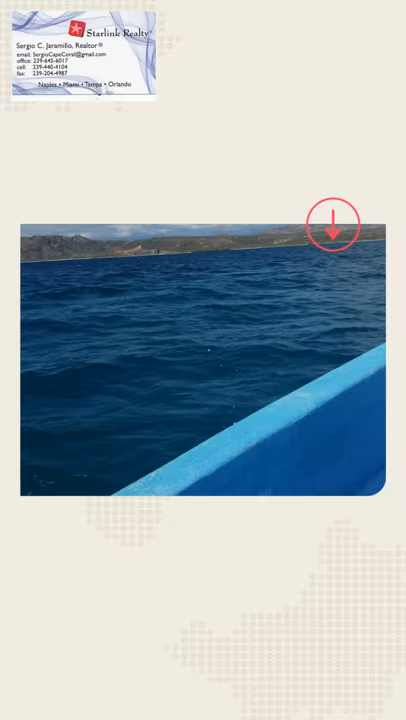 Starlink Realty
Sergio C. Jaramillo, Realtor®
email: SergioCapeCoral@gmail.com
office: 239-645-6017
cell: 239-440-4104
fax: 239-204-4987
Naples • Miami • Tampa • Orlando